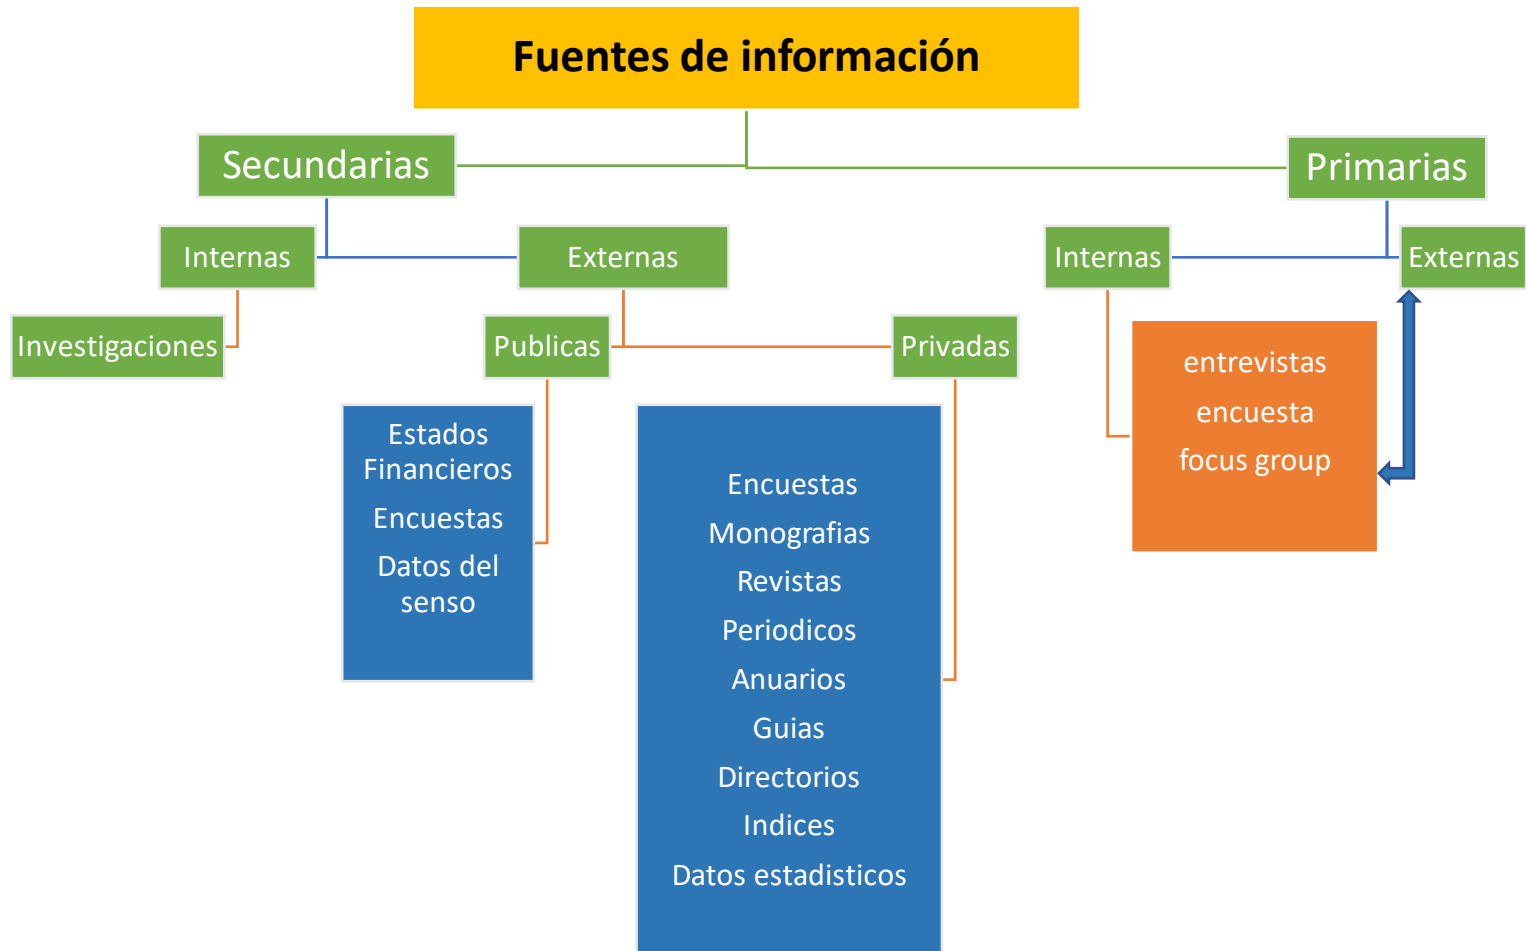 Fuentes de información
Secundarias
Primarias
Internas
Externas
Internas
Externas
Investigaciones
Publicas
Privadas
Estados
Financieros
Encuestas
Datos del
senso
Encuestas
Monografias
Revistas
Periodicos
Anuarios
Guias
Directorios
Indices
Datos estadisticos
entrevistas
encuesta
focus group